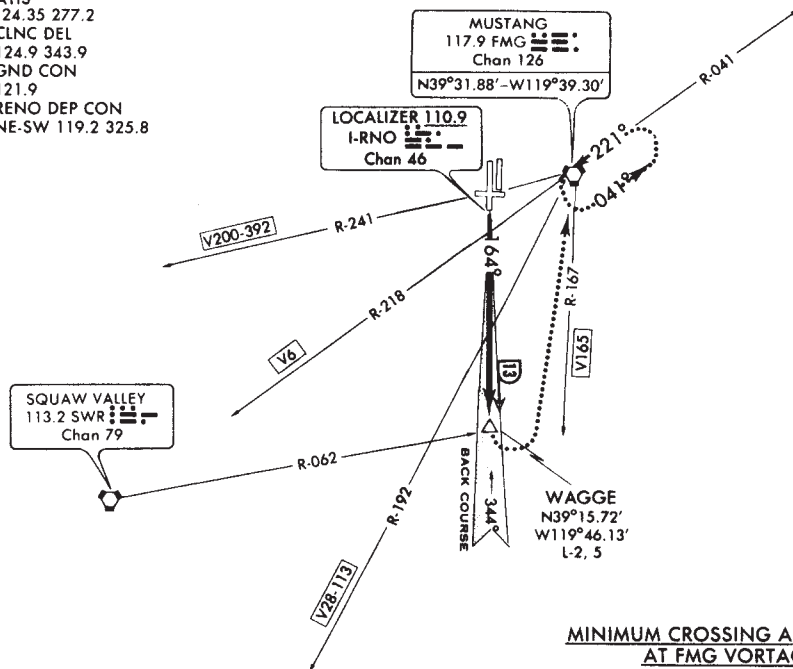 24.35 277.2
CLNC DEL
124.9 343.9
GND CON
121.9
RENO DEP CON
NE-SW 119.2 325.8
MUSTANG
117.9 FMG
Chan 126
N39°31.88'-W119°39.30'
R-041
LOCALIZER 110.9
I-RNO
Chan 46
221°
041°
V200-392
R-241
164°
R-218
R-167
V6
V165
13
SQUAW VALLEY
113.2 SWR
Chan 79
R-062
R-192
BACK COURSE
344°
WAGGE
N39°15.72'
W119°46.13'
L-2, 5
V28-113
MINIMUM CROSSING A
AT FMG VORTA